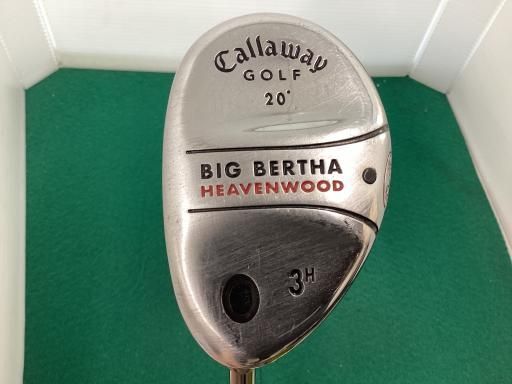 Callaway
GOLF
20°
BIG BERTHA
HEAVENWOOD
3H